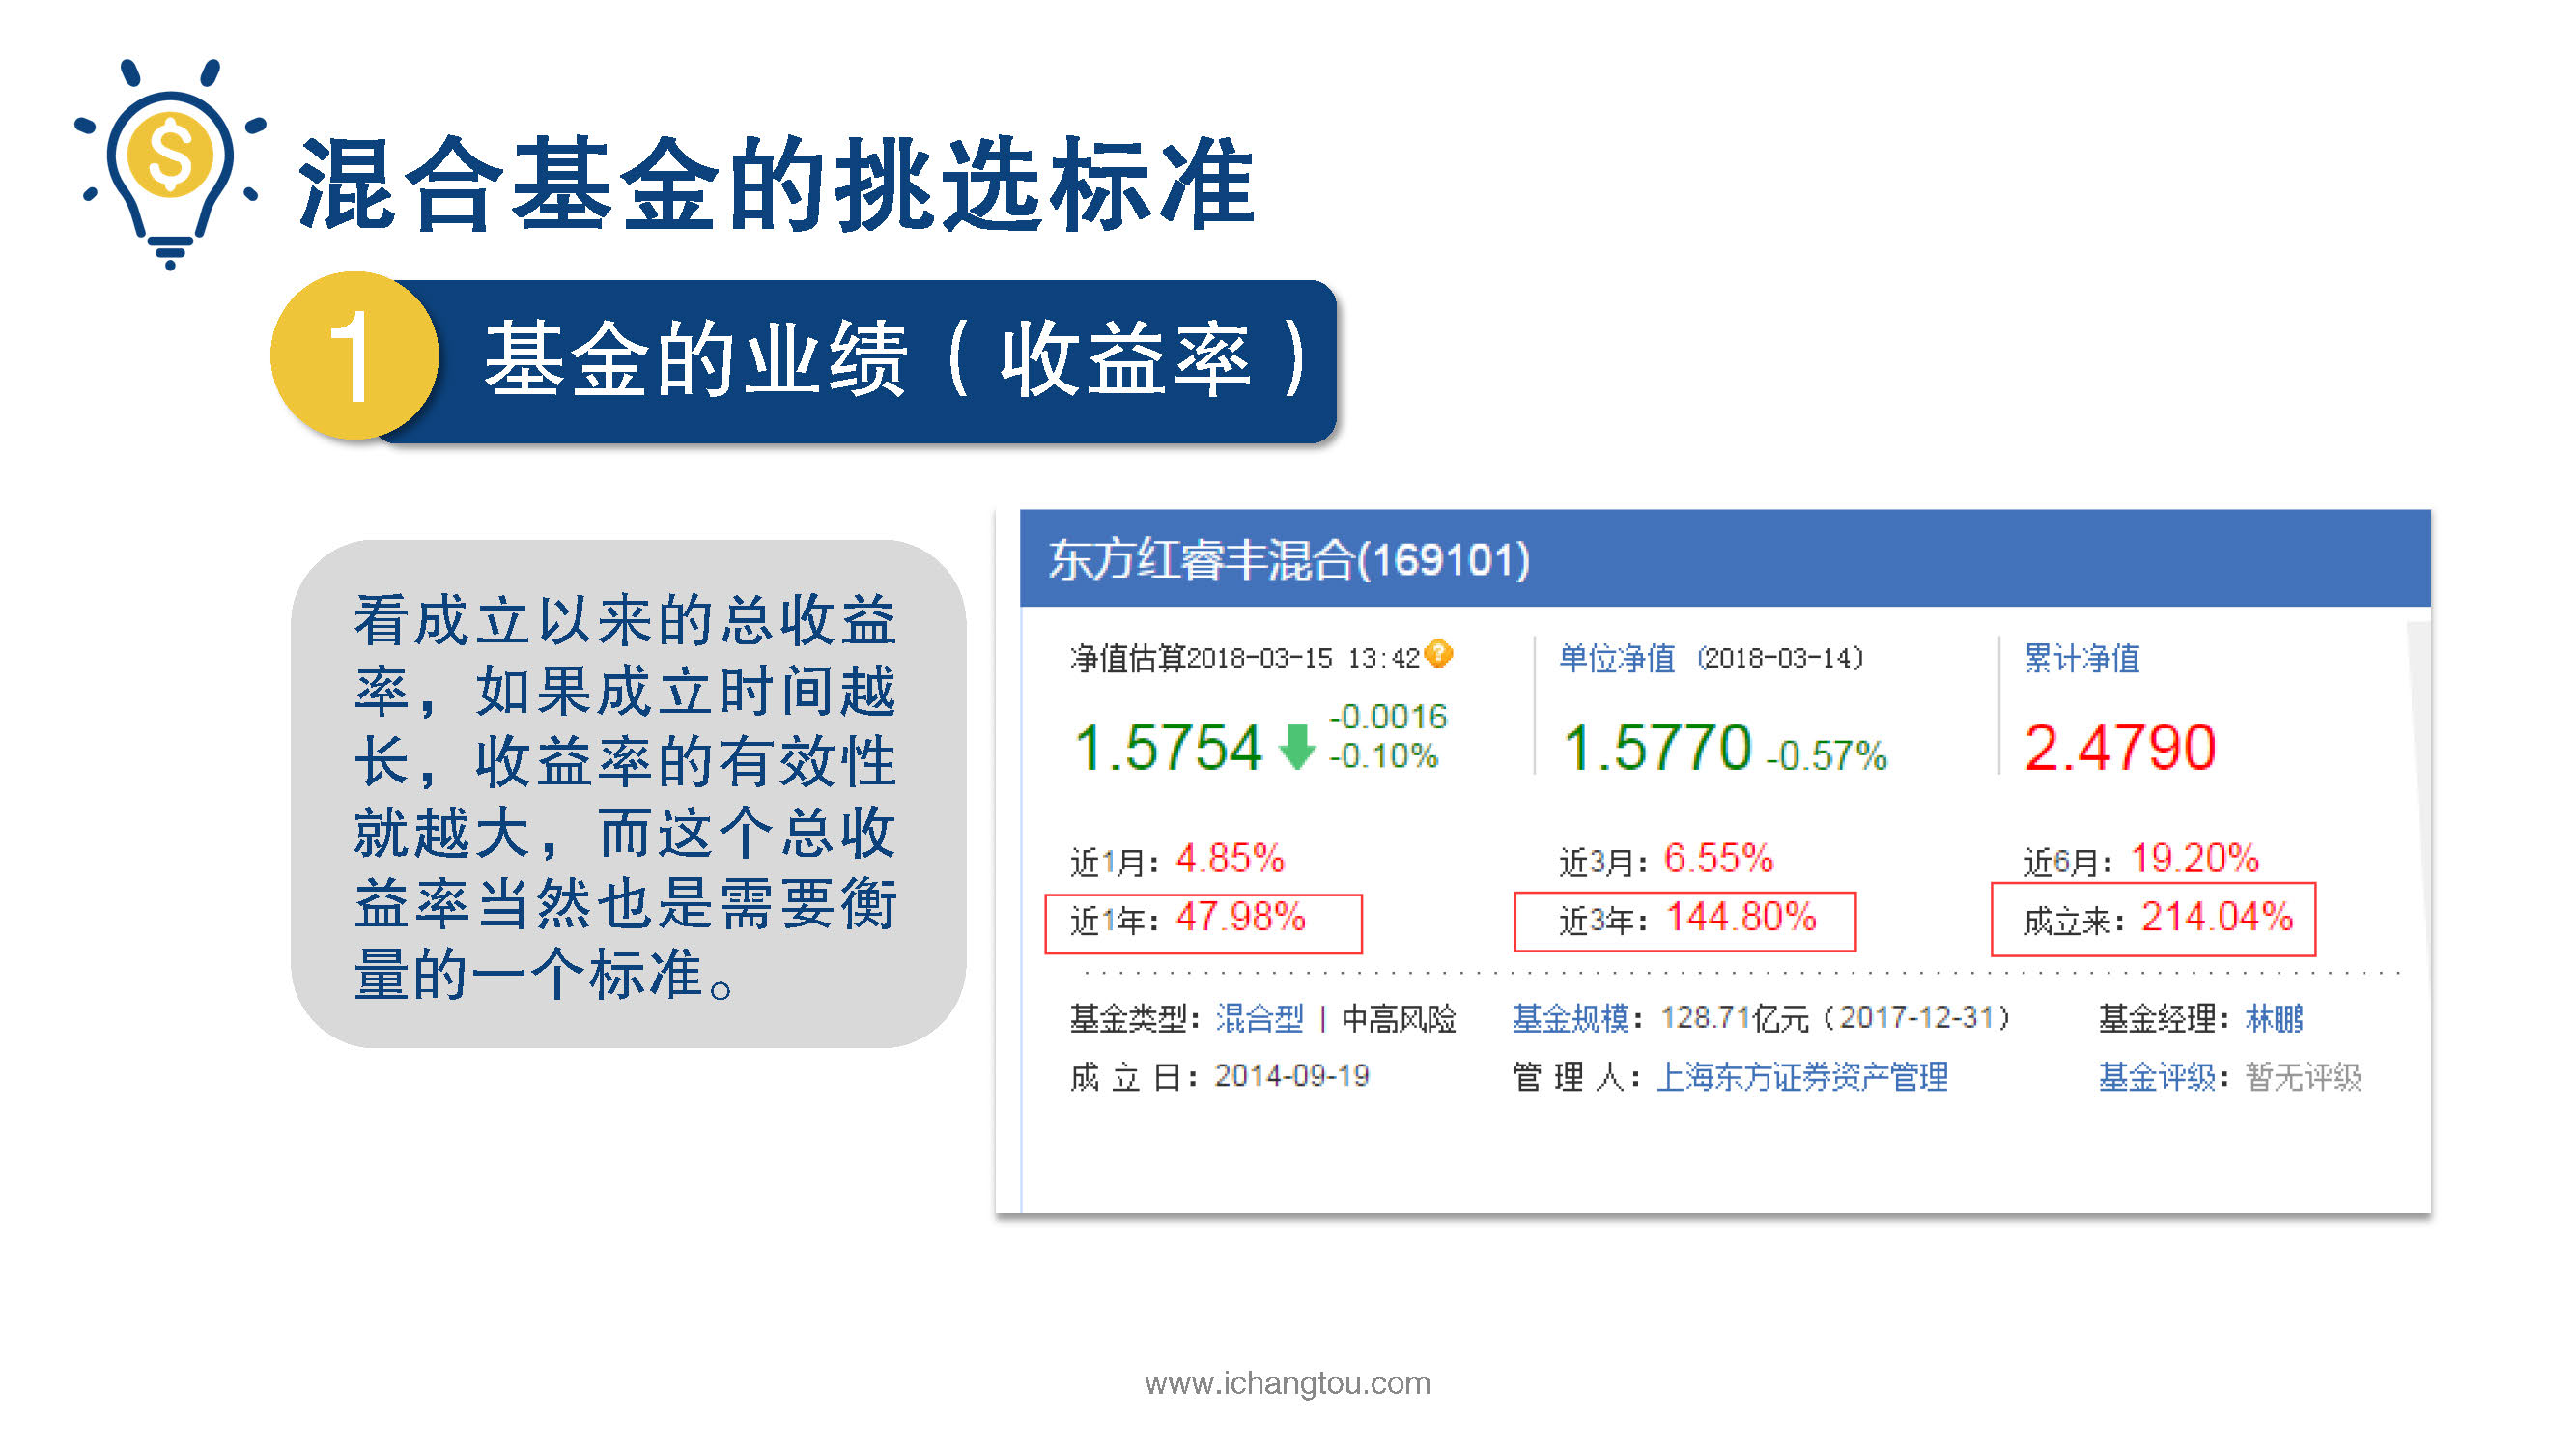 混合基金的挑选标准
1
基金的业绩（收益率）
看成立以来的总收益
率，如果成立时间越
长，收益率的有效性
就越大，而这个总收
益率当然也是需要衡
量的一个标准。
东方红睿丰混合(169101)
净值估算2018-03-15 13:42 单位净值 (2018-03-14) 累计净值
1.5754 -0.0016 -0.10% 1.5770 -0.57% 2.4790
近1月：4.85% 近3月：6.55% 近6月：19.20%
近1年：47.98% 近3年：144.80% 成立来：214.04%
基金类型：混合型 | 中高风险 基金规模：128.71亿元（2017-12-31） 基金经理：林鹏
成 立 日：2014-09-19 管 理 人：上海东方证券资产管理 基金评级：暂无评级
www.ichangtou.com